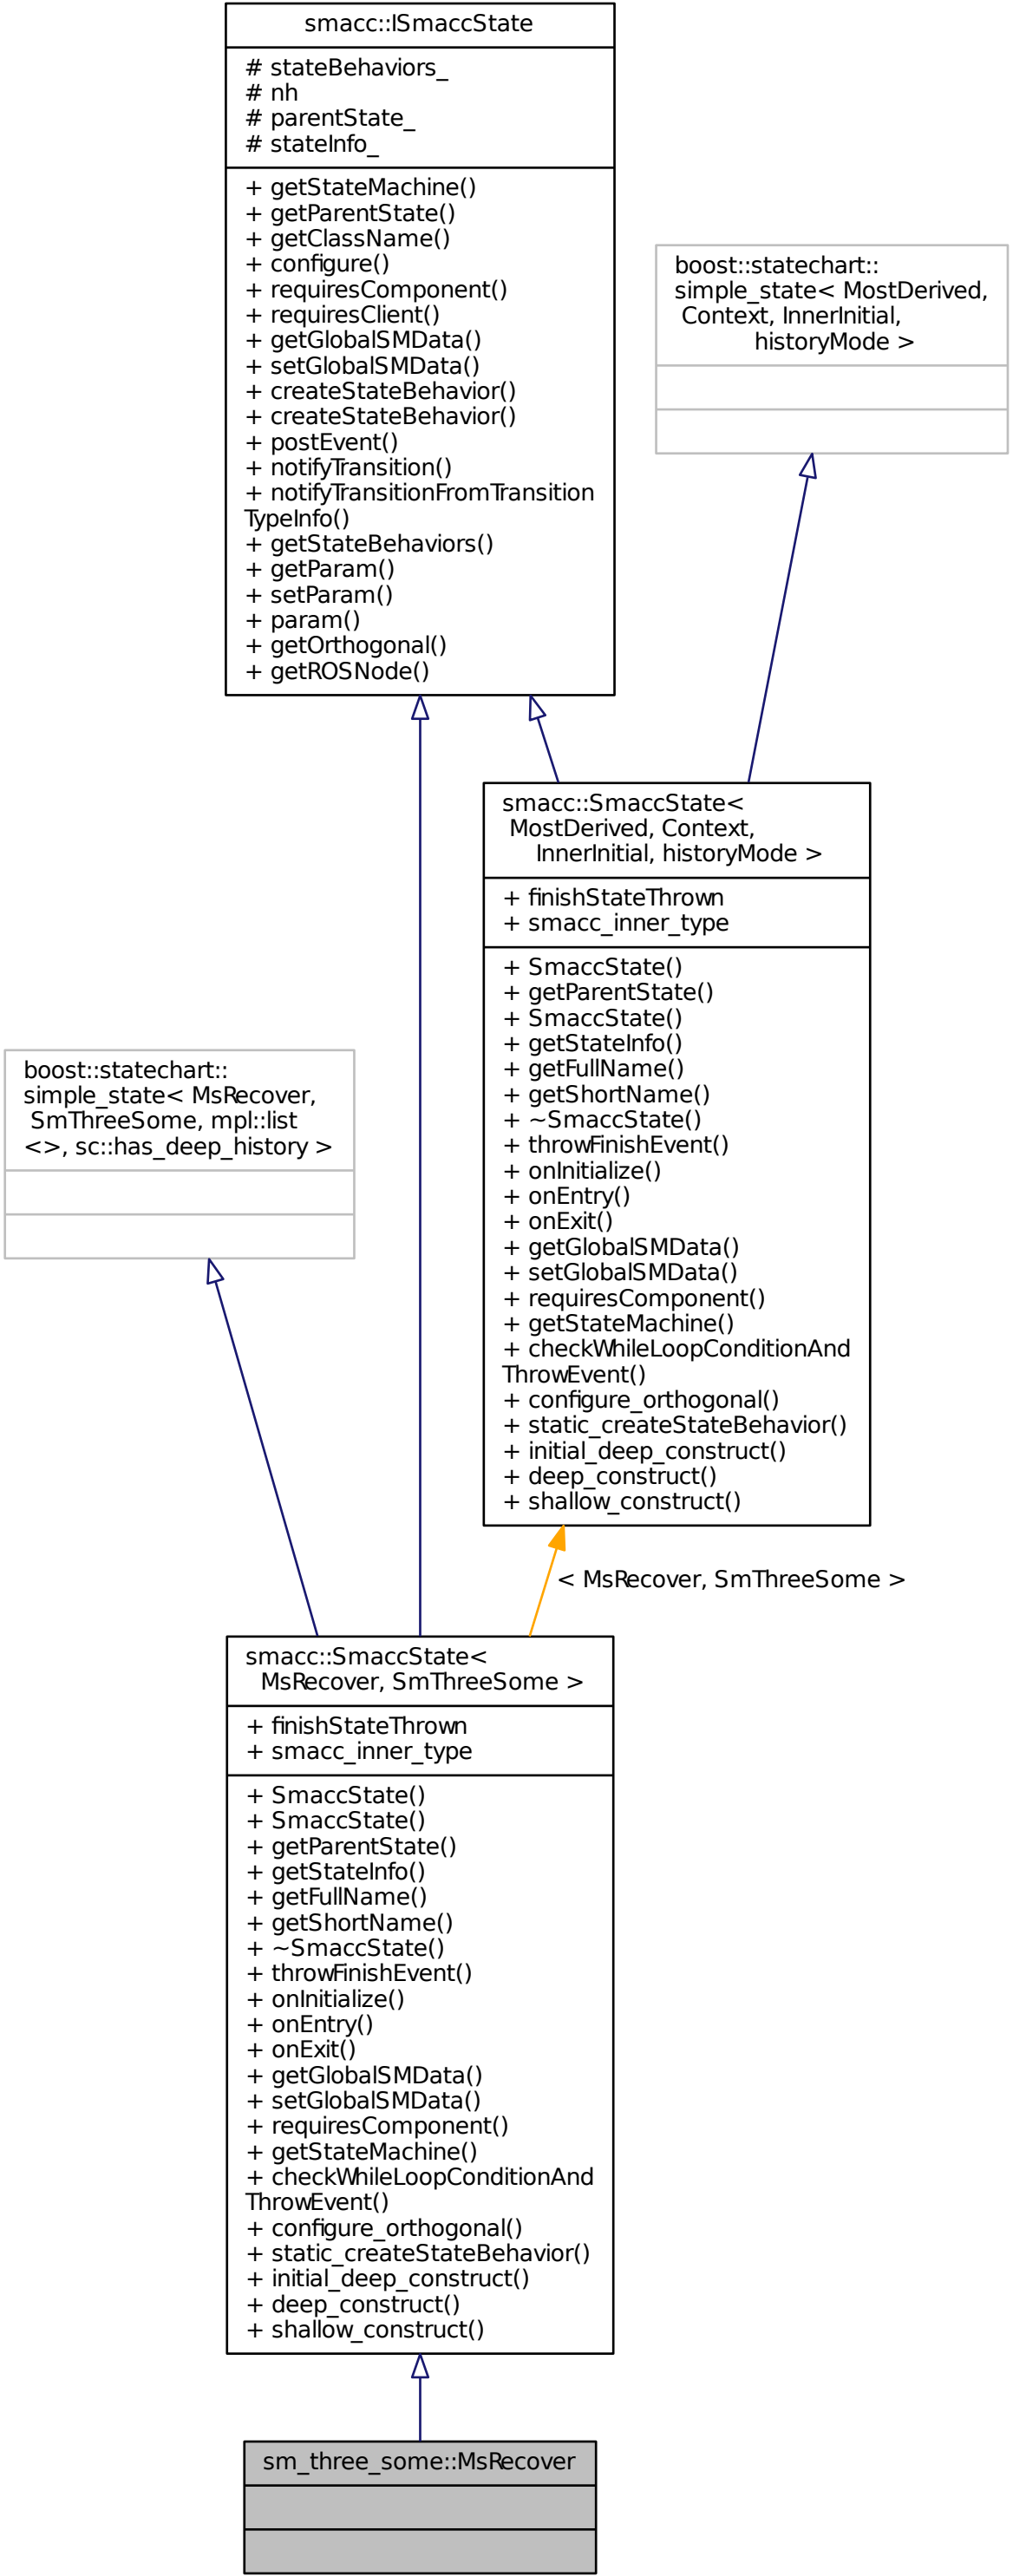 smacc::ISmaccState
# stateBehaviors_
# nh
# parentState_
# stateInfo_
+ getStateMachine()
+ getParentState()
+ getClassName()
+ configure()
+ requiresComponent()
+ requiresClient()
+ getGlobalSMData()
+ setGlobalSMData()
+ createStateBehavior()
+ createStateBehavior()
+ postEvent()
+ notifyTransition()
+ notifyTransitionFromTransition
TypeInfo()
+ getStateBehaviors()
+ getParam()
+ setParam()
+ param()
+ getOrthogonal()
+ getROSNode()
boost::statechart::
simple_state< MostDerived,
Context, InnerInitial,
historyMode >
smacc::SmaccState<
MostDerived, Context,
InnerInitial, historyMode >
+ finishStateThrown
+ smacc_inner_type
+ SmaccState()
+ getParentState()
+ SmaccState()
+ getStateInfo()
+ getFullName()
+ getShortName()
+ ~SmaccState()
+ throwFinishEvent()
+ onInitialize()
+ onEntry()
+ onExit()
+ getGlobalSMData()
+ setGlobalSMData()
+ requiresComponent()
+ getStateMachine()
+ checkWhileLoopConditionAnd
ThrowEvent()
+ configure_orthogonal()
+ static_createStateBehavior()
+ initial_deep_construct()
+ deep_construct()
+ shallow_construct()
boost::statechart::
simple_state< MsRecover,
SmThreeSome, mpl::list
<>, sc::has_deep_history >
< MsRecover, SmThreeSome >
smacc::SmaccState<
MsRecover, SmThreeSome >
+ finishStateThrown
+ smacc_inner_type
+ SmaccState()
+ SmaccState()
+ getParentState()
+ getStateInfo()
+ getFullName()
+ getShortName()
+ ~SmaccState()
+ throwFinishEvent()
+ onInitialize()
+ onEntry()
+ onExit()
+ getGlobalSMData()
+ setGlobalSMData()
+ requiresComponent()
+ getStateMachine()
+ checkWhileLoopConditionAnd
ThrowEvent()
+ configure_orthogonal()
+ static_createStateBehavior()
+ initial_deep_construct()
+ deep_construct()
+ shallow_construct()
sm_three_some::MsRecover